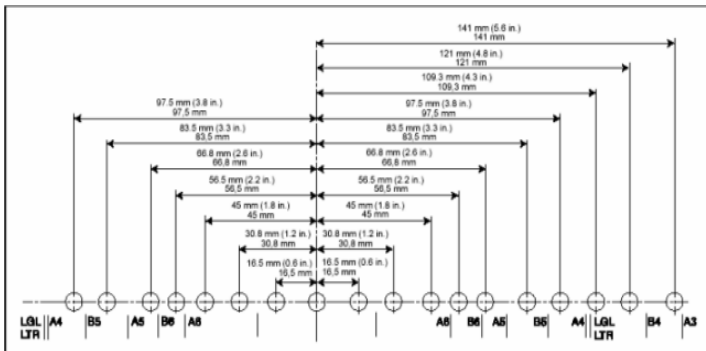 141 mm (5.6 in.)
141 mm
121 mm (4.8 in.)
121 mm
109.3 mm (4.3 in.)
109,3 mm
97.5 mm (3.8 in.)
97,5 mm
97.5 mm (3.8 in.)
97,5 mm
83.5 mm (3.3 in.)
83,5 mm
83.5 mm (3.3 in.)
83,5 mm
66.8 mm (2.6 in.)
66,8 mm
66.8 mm (2.6 in.)
66,8 mm
56.5 mm (2.2 in.)
56,5 mm
56.5 mm (2.2 in.)
56,5 mm
45 mm (1.8 in.)
45 mm
45 mm (1.8 in.)
45 mm
30.8 mm (1.2 in.)
30,8 mm
30.8 mm (1.2 in.)
30,8 mm
16.5 mm (0.6 in.)
16,5 mm
16.5 mm (0.6 in.)
16,5 mm
LGL A4 B5 A5 B6 A6 A6 B6 A5 B5 A4 LGL B4 A3
LTR LTR